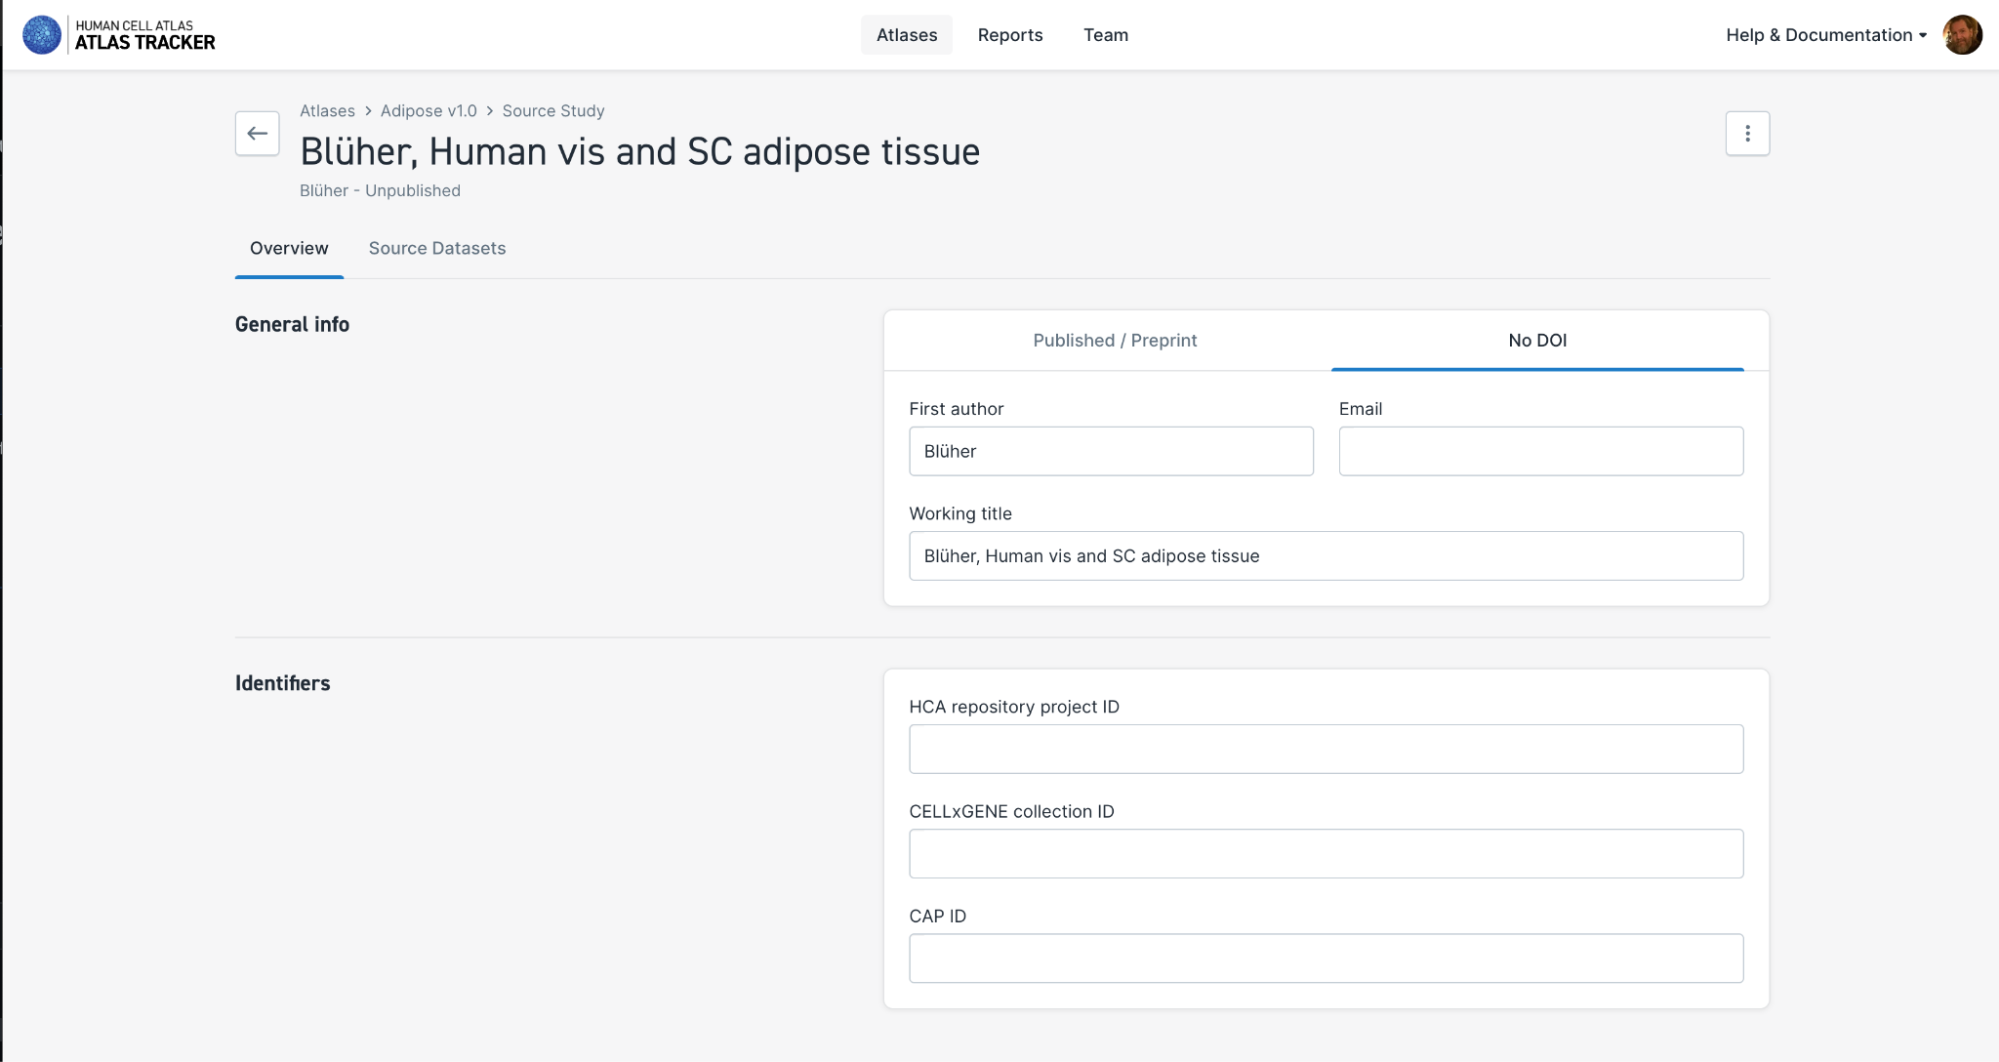 HUMAN CELL ATLAS
ATLAS TRACKER
Atlases
Reports
Team
Help & Documentation
Atlases > Adipose v1.0 > Source Study
Blüher, Human vis and SC adipose tissue
Blüher - Unpublished
Overview
Source Datasets
General info
Published / Preprint
No DOI
First author
Email
Blüher
Working title
Blüher, Human vis and SC adipose tissue
Identifiers
HCA repository project ID
CELLxGENE collection ID
CAP ID